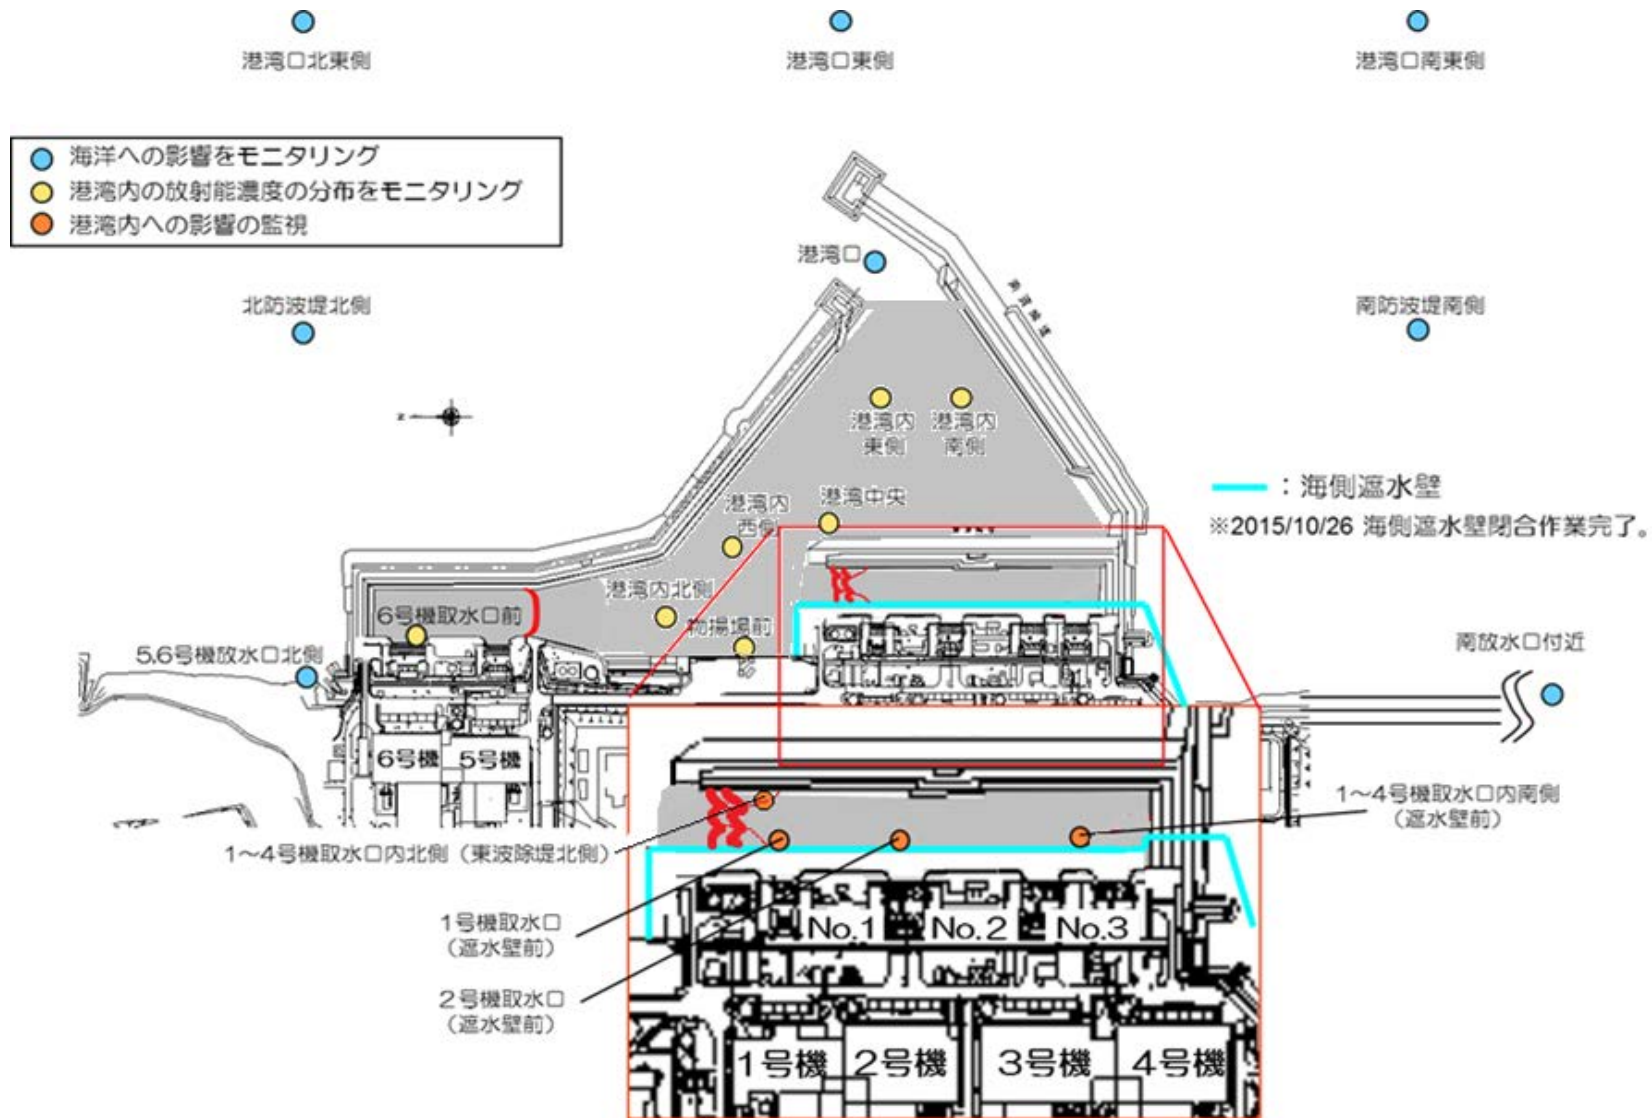 港湾口北東側
港湾口東側
港湾口南東側
海洋への影響をモニタリング
港湾内の放射能濃度の分布をモニタリング
港湾内への影響の監視
港湾口
北防波堤北側
南防波堤南側
港湾内
東側
港湾内
南側
港湾内
西側
港湾中央
：海側遮水壁
※2015/10/26 海側遮水壁閉合作業完了。
港湾内北側
6号機取水口前
物揚場前
5,6号機放水口北側
南放水口付近
6号機
5号機
1～4号機取水口内南側
（遮水壁前）
1～4号機取水口内北側（東波除堤北側）
1号機取水口
（遮水壁前）
No.1
No.2
No.3
2号機取水口
（遮水壁前）
1号機
2号機
3号機
4号機